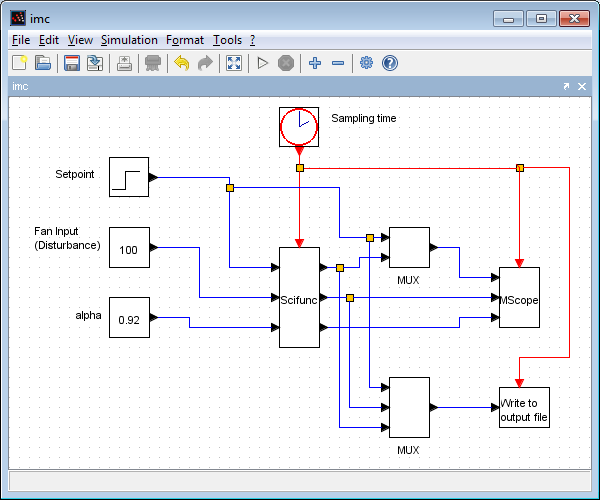 imc
File Edit View Simulation Format Tools ?
imc
Sampling time
Setpoint
Fan Input
(Disturbance)
100
alpha
0.92
Scifunc
MUX
MScope
Write to
output file
MUX